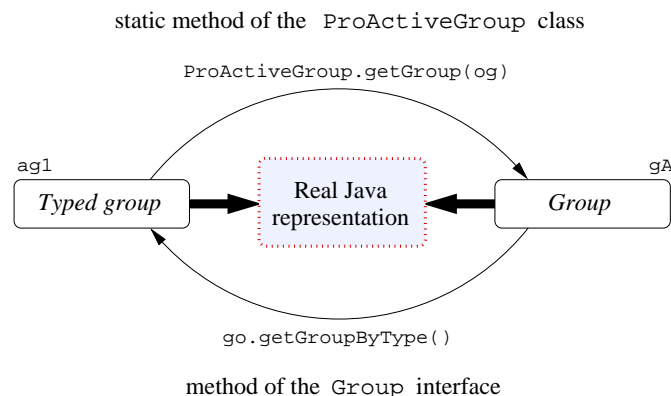 static method of the ProActiveGroup class
ProActiveGroup.getGroup(og)
ag1
gA
Typed group
Real Java
representation
Group
go.getGroupByType()
method of the Group interface